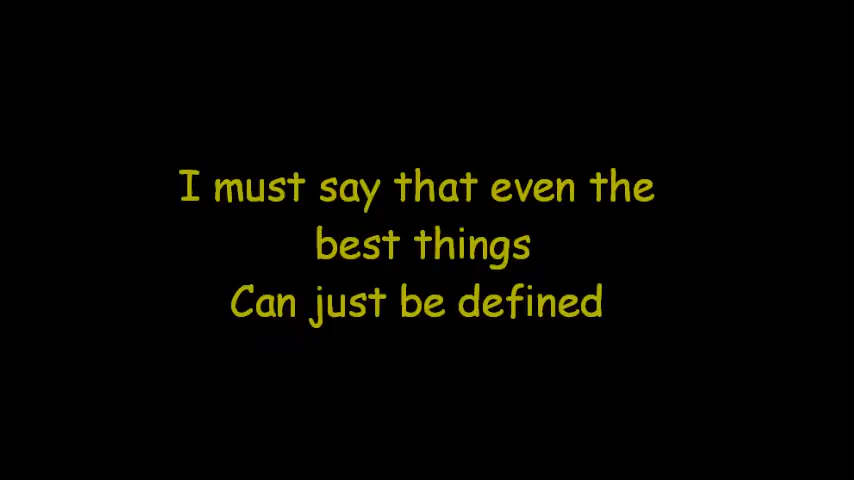 I must say that even the
best things
Can just be defined